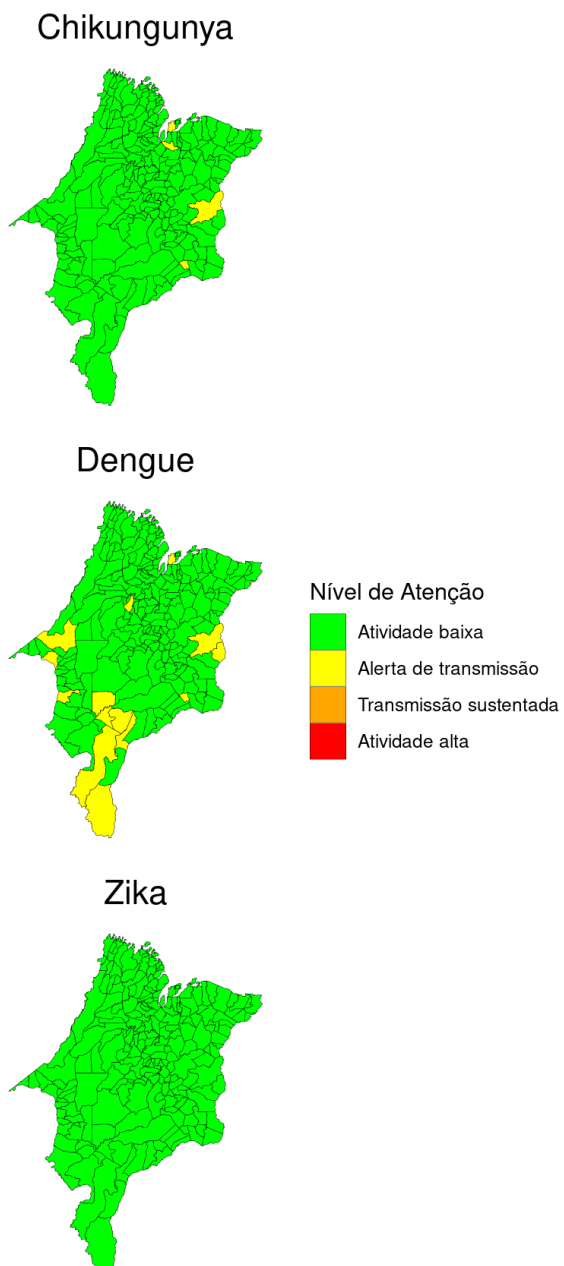 Chikungunya
Dengue
Nível de Atenção
Atividade baixa
Alerta de transmissão
Transmissão sustentada
Atividade alta
Zika